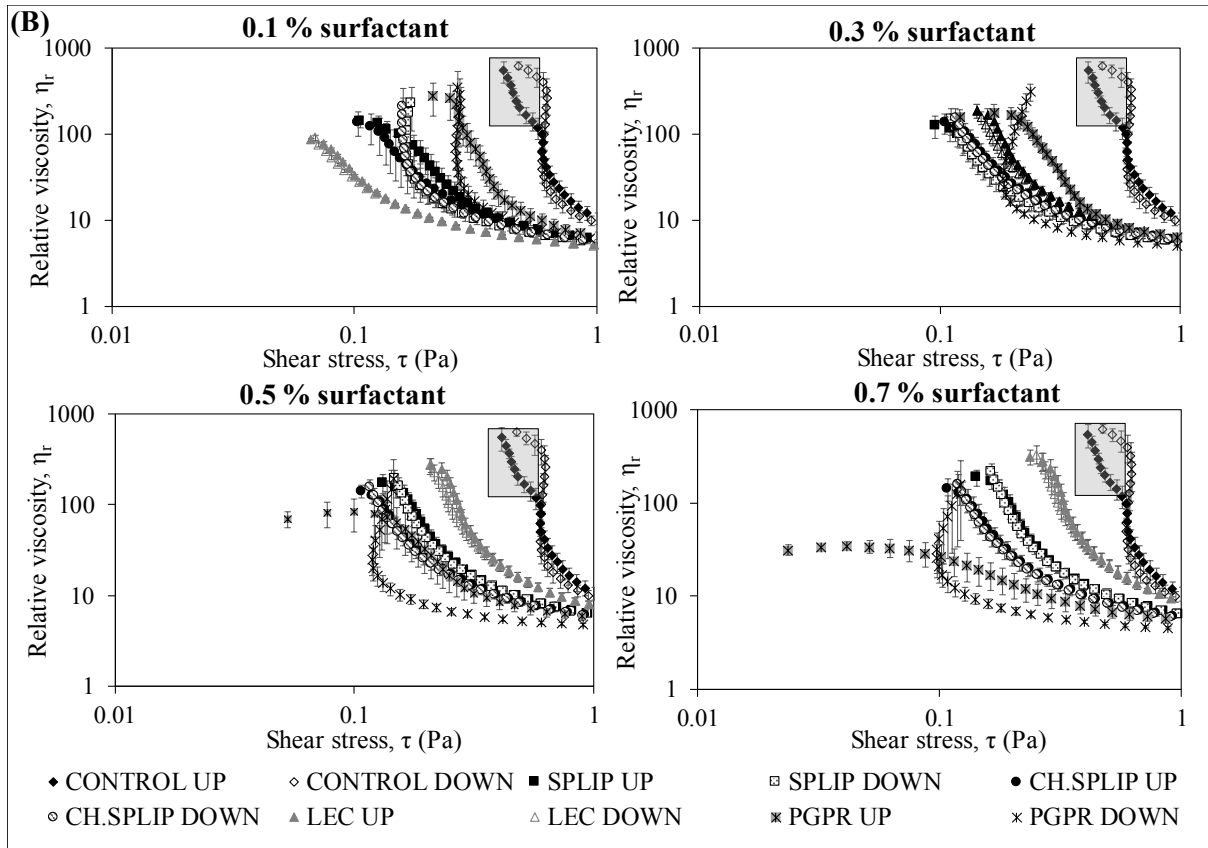 (B)
0.1 % surfactant
0.3 % surfactant
1000
100
10
1
0.01
0.1
1
Relative viscosity, ηr
Shear stress, τ (Pa)
1000
100
10
1
0.01
0.1
1
Relative viscosity, ηr
Shear stress, τ (Pa)
0.5 % surfactant
0.7 % surfactant
1000
100
10
1
0.01
0.1
1
Relative viscosity, ηr
Shear stress, τ (Pa)
1000
100
10
1
0.01
0.1
1
Relative viscosity, ηr
Shear stress, τ (Pa)
CONTROL UP
CONTROL DOWN
SPLIP UP
SPLIP DOWN
CH.SPLIP UP
CH.SPLIP DOWN
LEC UP
LEC DOWN
PGPR UP
PGPR DOWN